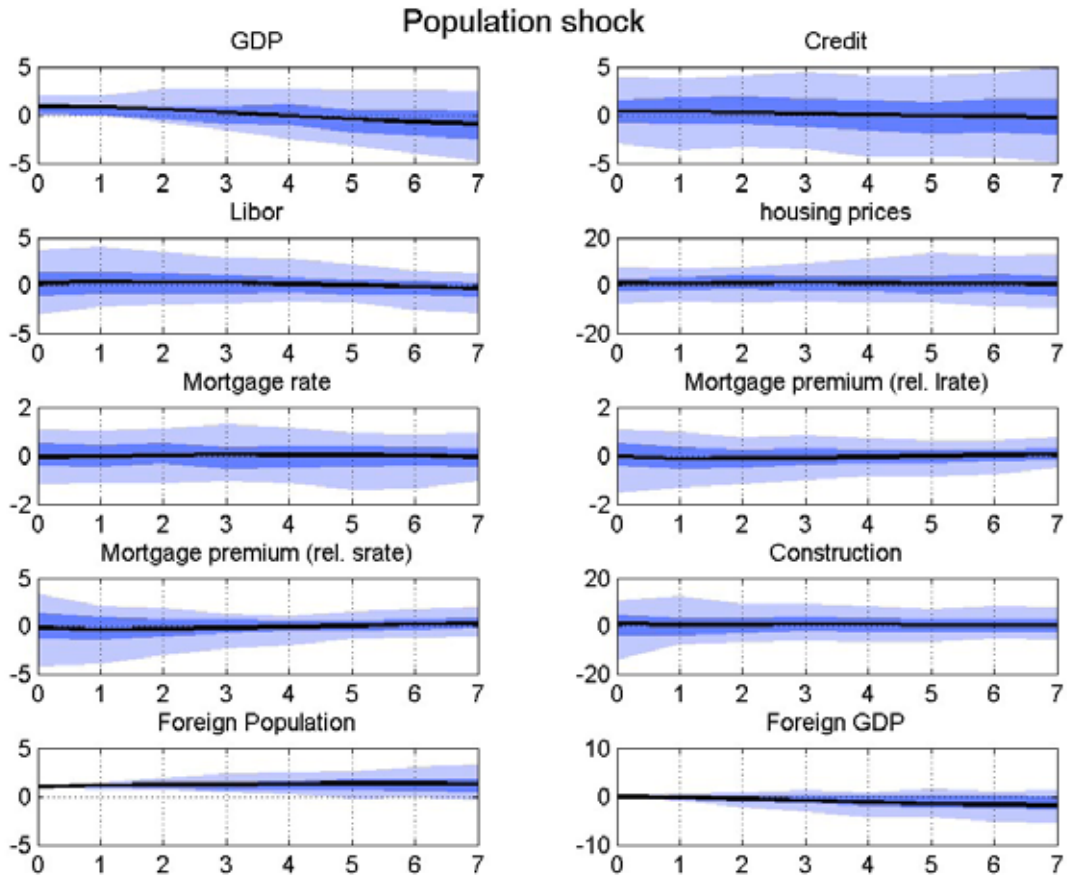 Population shock
GDP
5
0
-5
0 1 2 3 4 5 6 7
Credit
5
0
-5
0 1 2 3 4 5 6 7
Libor
5
0
-5
0 1 2 3 4 5 6 7
housing prices
20
0
-20
0 1 2 3 4 5 6 7
Mortgage rate
2
0
-2
0 1 2 3 4 5 6 7
Mortgage premium (rel. lrate)
2
0
-2
0 1 2 3 4 5 6 7
Mortgage premium (rel. srate)
5
0
-5
0 1 2 3 4 5 6 7
Construction
20
0
-20
0 1 2 3 4 5 6 7
Foreign Population
5
0
-5
0 1 2 3 4 5 6 7
Foreign GDP
10
0
-10
0 1 2 3 4 5 6 7